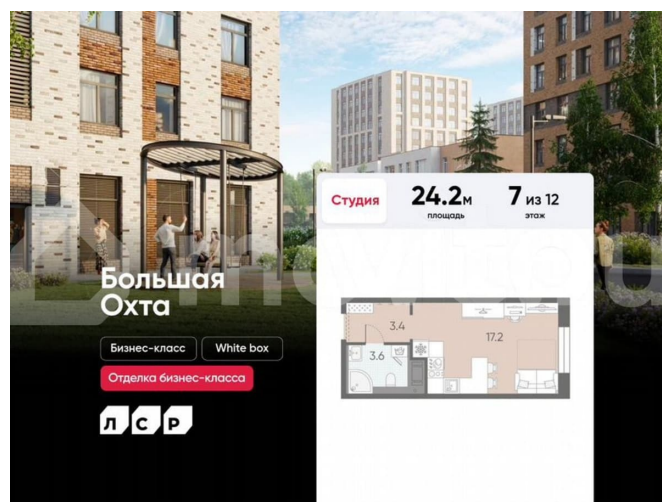 Студия
24.2м
площадь
7 из 12
этаж
Большая
Охта
Бизнес-класс
White box
Отделка бизнес-класса
ЛСР
3.4
17.2
3.6